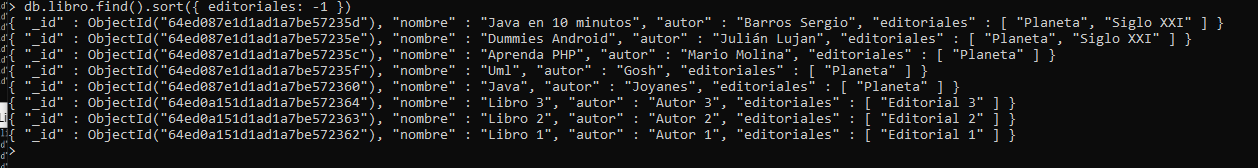 > db.libro.find().sort({ editoriales: -1 })
{ "_id" : ObjectId("64ed087e1d1ad1a7be57235d"), "nombre" : "Java en 10 minutos", "autor" : "Barros Sergio", "editoriales" : [ "Planeta", "Siglo XXI" ] }
{ "_id" : ObjectId("64ed087e1d1ad1a7be57235e"), "nombre" : "Dummies Android", "autor" : "Julián Lujan", "editoriales" : [ "Planeta", "Siglo XXI" ] }
{ "_id" : ObjectId("64ed087e1d1ad1a7be57235c"), "nombre" : "Aprenda PHP", "autor" : "Mario Molina", "editoriales" : [ "Planeta" ] }
{ "_id" : ObjectId("64ed087e1d1ad1a7be57235f"), "nombre" : "Uml", "autor" : "Gosh", "editoriales" : [ "Planeta" ] }
{ "_id" : ObjectId("64ed087e1d1ad1a7be572360"), "nombre" : "Java", "autor" : "Joyanes", "editoriales" : [ "Planeta" ] }
{ "_id" : ObjectId("64ed0a151d1ad1a7be572364"), "nombre" : "Libro 3", "autor" : "Autor 3", "editoriales" : [ "Editorial 3" ] }
{ "_id" : ObjectId("64ed0a151d1ad1a7be572363"), "nombre" : "Libro 2", "autor" : "Autor 2", "editoriales" : [ "Editorial 2" ] }
{ "_id" : ObjectId("64ed0a151d1ad1a7be572362"), "nombre" : "Libro 1", "autor" : "Autor 1", "editoriales" : [ "Editorial 1" ] }
>